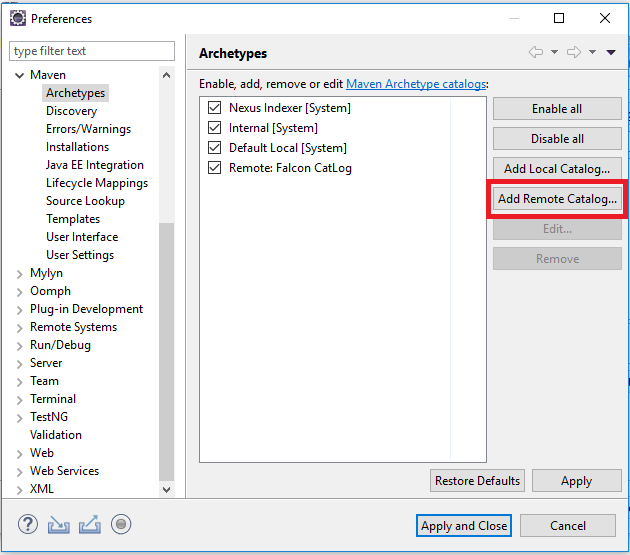 Preferences
type filter text
Maven
Archetypes
Discovery
Errors/Warnings
Installations
Java EE Integration
Lifecycle Mappings
Source Lookup
Templates
User Interface
User Settings
Mylyn
Oomph
Plug-in Development
Remote Systems
Run/Debug
Server
Team
Terminal
TestNG
Validation
Web
Web Services
XML
Archetypes
Enable, add, remove or edit Maven Archetype catalogs:
Nexus Indexer [System]
Internal [System]
Default Local [System]
Remote: Falcon CatLog
Enable all
Disable all
Add Local Catalog...
Add Remote Catalog...
Edit...
Remove
Restore Defaults
Apply
Apply and Close
Cancel